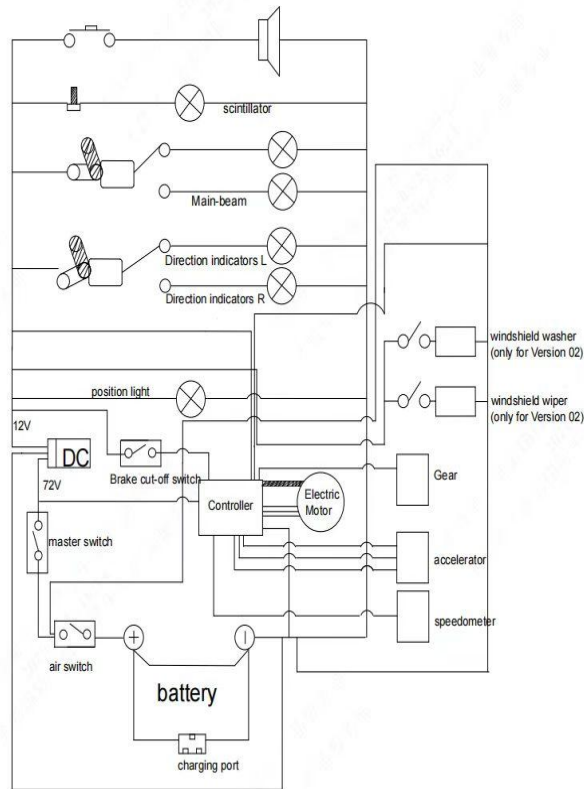 scintillator
Main-beam
Direction indicators L
Direction indicators R
windshield washer
(only for Version 02)
position light
windshield wiper
(only for Version 02)
12V
DC
Brake cut-off switch
72V
Gear
Controller
Electric
Motor
master switch
accelerator
speedometer
air switch
+
−
battery
charging port